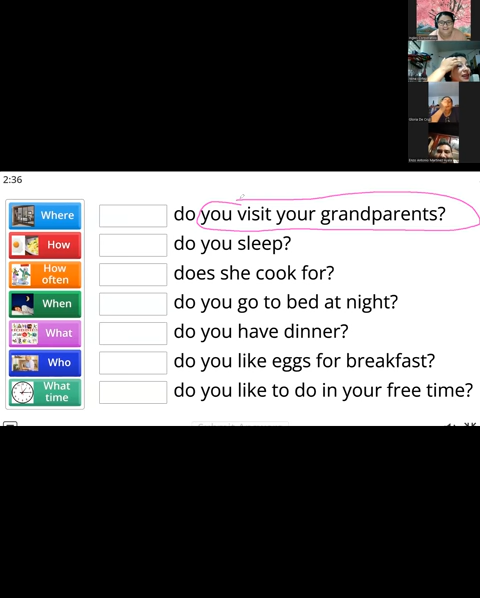 2:36
Where
do you visit your grandparents?
How
do you sleep?
How often
does she cook for?
When
do you go to bed at night?
What
do you have dinner?
Who
do you like eggs for breakfast?
What time
do you like to do in your free time?